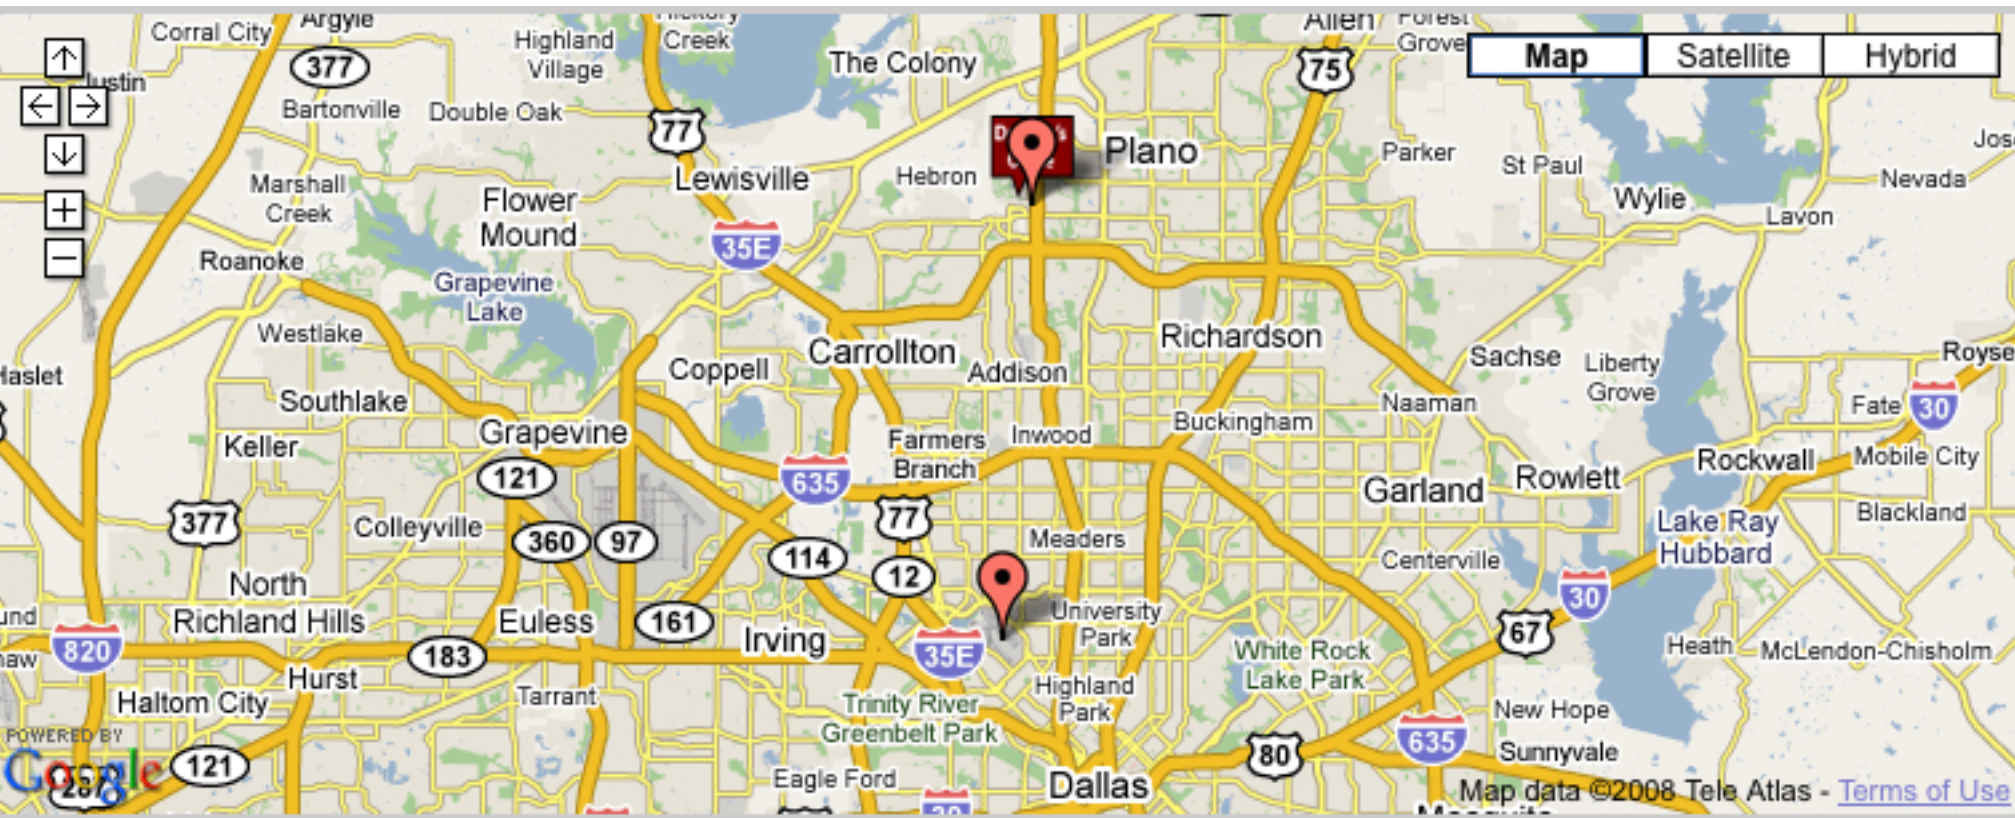 Corral City
Argyle
Hickory
Creek
Allen
Forest
Grove
Map
Satellite
Hybrid
377
Highland
Village
The Colony
75
Justin
Bartonville
Double Oak
77
Plano
Parker
St Paul
Nevada
Marshall
Creek
Flower
Mound
Lewisville
Hebron
Wylie
Lavon
35E
Roanoke
Grapevine
Lake
Westlake
Richardson
Haslet
Coppell
Carrollton
Addison
Sachse
Liberty
Grove
Southlake
Naaman
Fate
30
Keller
Grapevine
Farmers
Branch
Inwood
Buckingham
Mobile City
121
635
Garland
Rowlett
Rockwall
377
Colleyville
360
97
77
Blackland
Lake Ray
Hubbard
Meaders
114
12
Centerville
30
North
Richland Hills
Euless
161
Irving
University
Park
67
820
183
35E
White Rock
Lake Park
Heath
McLendon-Chisholm
Hurst
Haltom City
Tarrant
Trinity River
Greenbelt Park
Highland
Park
New Hope
POWERED BY
Google
121
287
Eagle Ford
Dallas
80
635
Sunnyvale
30
Mesquite
Map data ©2008 Tele Atlas - Terms of Use